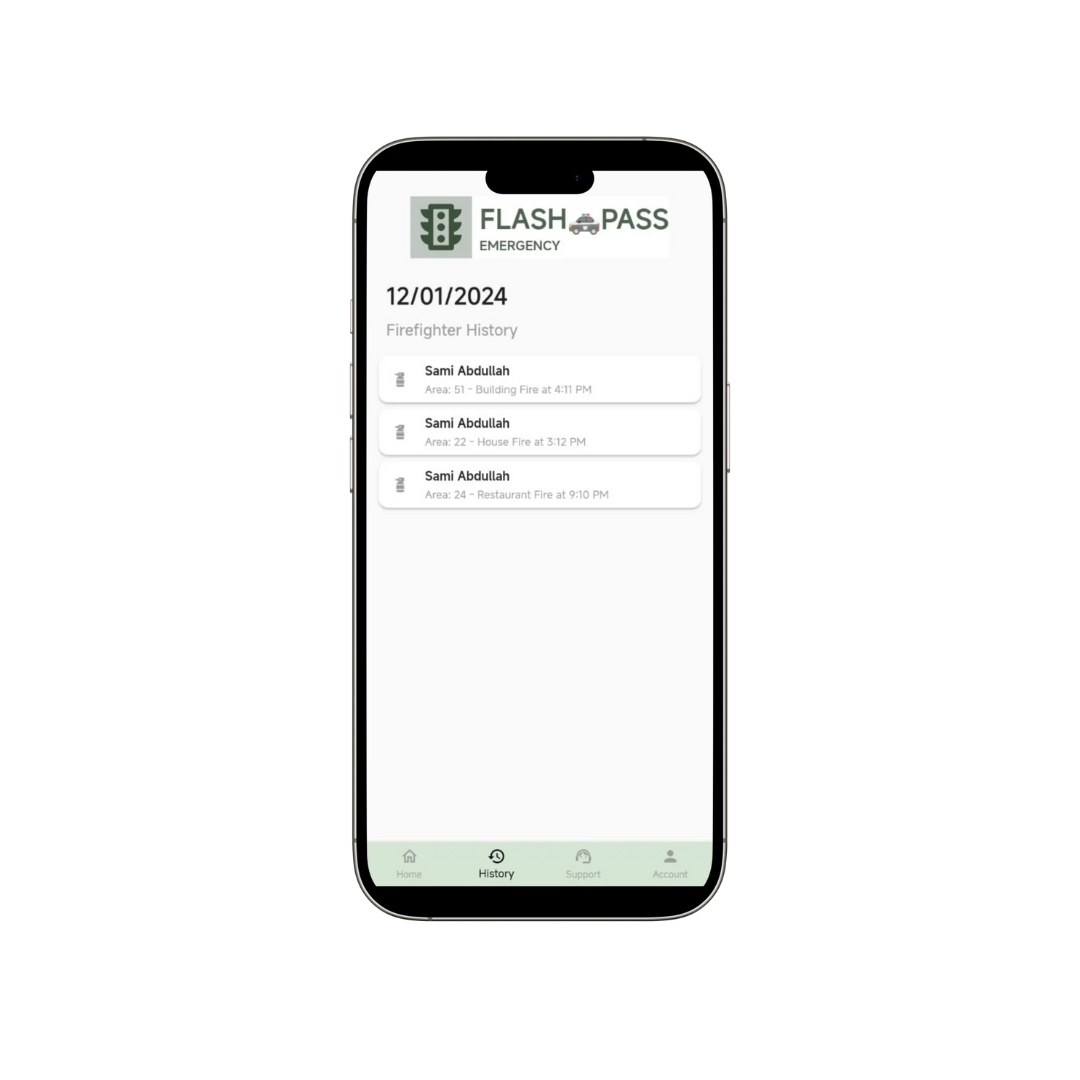 FLASH PASS
EMERGENCY
12/01/2024
Firefighter History
Sami Abdullah
Area: 51 - Building Fire at 4:11 PM
Sami Abdullah
Area: 22 - House Fire at 3:12 PM
Sami Abdullah
Area: 24 - Restaurant Fire at 9:10 PM
Home History Support Account